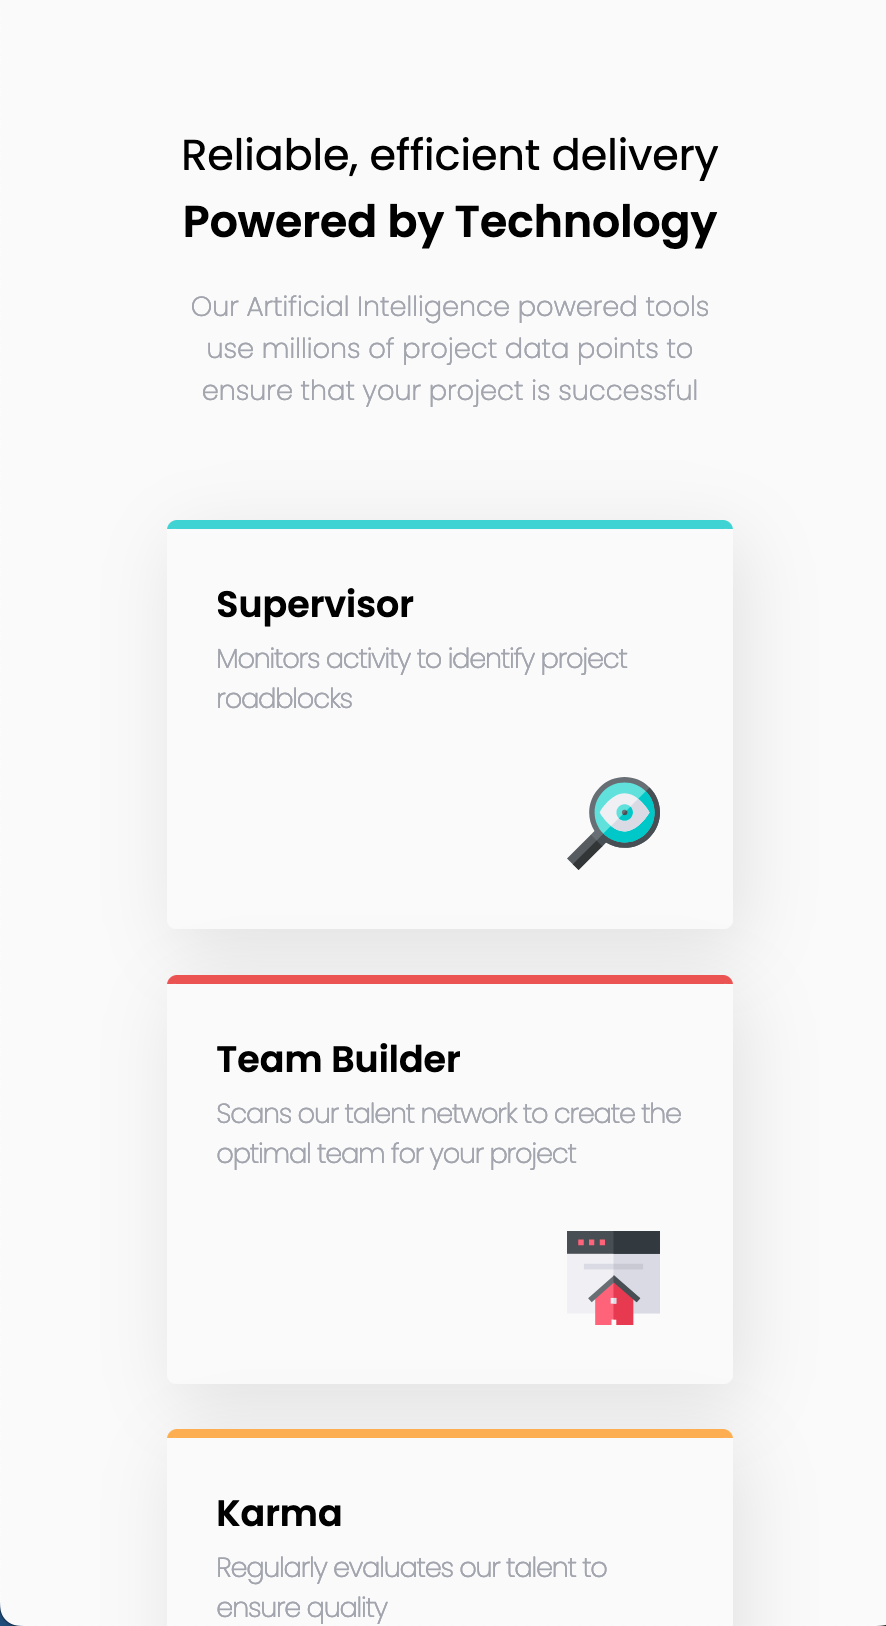 Reliable, efficient delivery
Powered by Technology
Our Artificial Intelligence powered tools
use millions of project data points to
ensure that your project is successful
Supervisor
Monitors activity to identify project
roadblocks
Team Builder
Scans our talent network to create the
optimal team for your project
Karma
Regularly evaluates our talent to
ensure quality